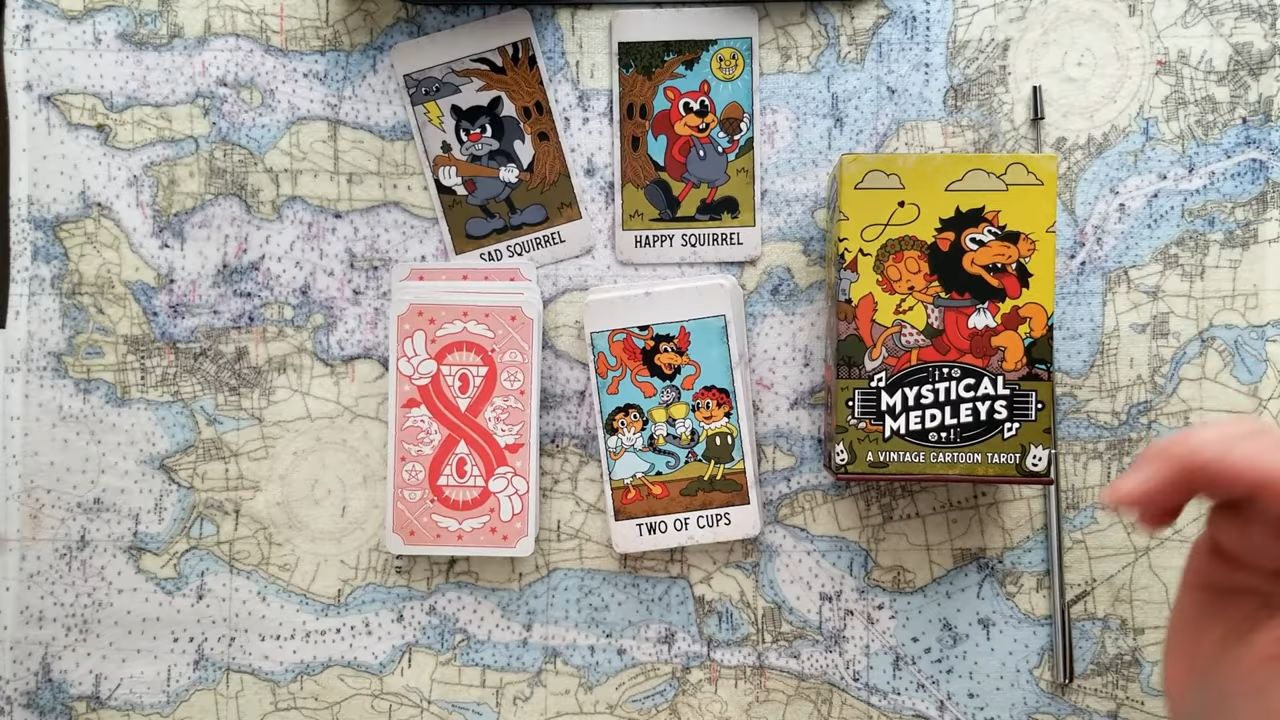 SAD SQUIRREL
HAPPY SQUIRREL
TWO OF CUPS
MYSTICAL
MEDLEYS
A VINTAGE CARTOON TAROT